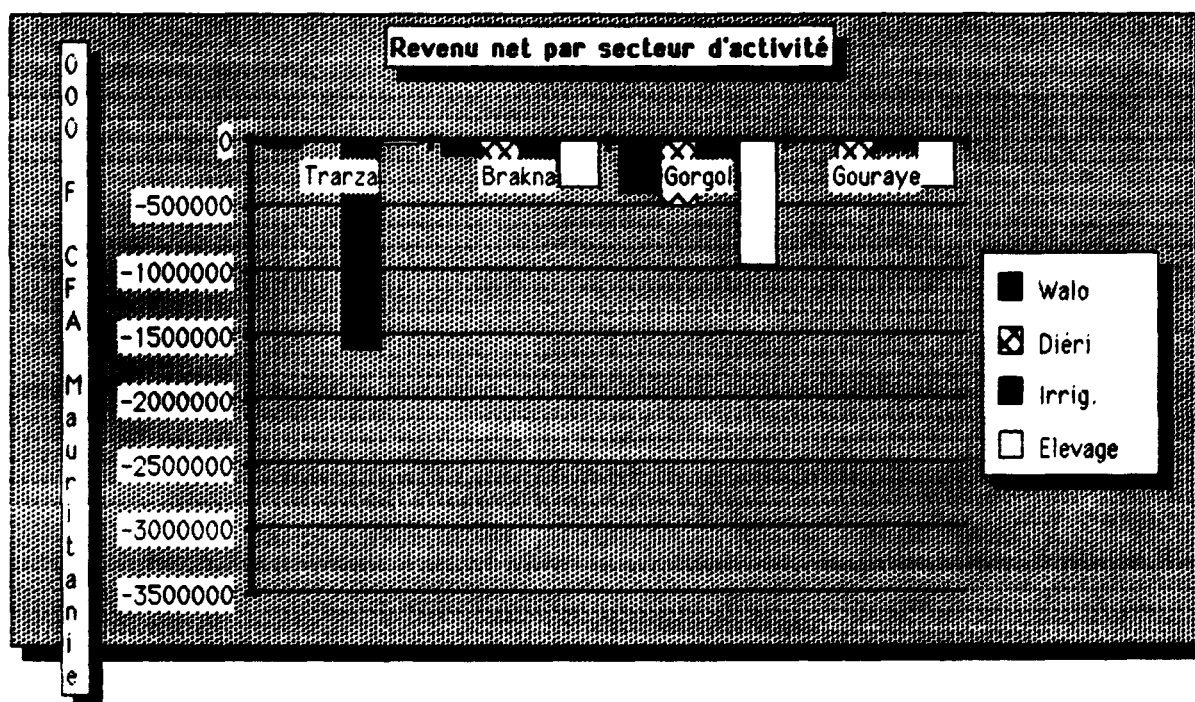 Revenu net par secteur d'activité
000 F CFA Mauritanie
0
-500000
-1000000
-1500000
-2000000
-2500000
-3000000
-3500000
Trarza
Brakna
Gorgol
Gouraye
Walo
Diéri
Irrig.
Elevage